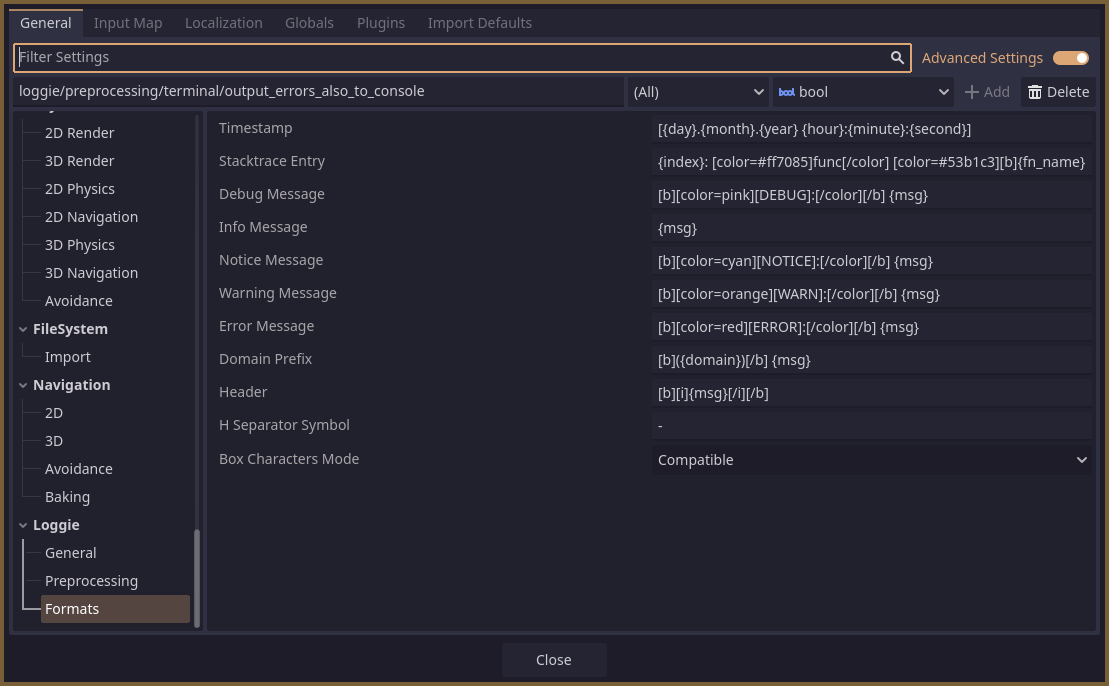 General Input Map Localization Globals Plugins Import Defaults
Filter Settings Advanced Settings
loggie/preprocessing/terminal/output_errors_also_to_console (All) bool bool + Add Delete
2D Render
3D Render
2D Physics
2D Navigation
3D Physics
3D Navigation
Avoidance
FileSystem
Import
Navigation
2D
3D
Avoidance
Baking
Loggie
General
Preprocessing
Formats
Timestamp [{day}.{month}.{year} {hour}:{minute}:{second}]
Stacktrace Entry {index}: [color=#ff7085]func[/color] [color=#53b1c3][b]{fn_name}
Debug Message [b][color=pink][DEBUG]:[/color][/b] {msg}
Info Message {msg}
Notice Message [b][color=cyan][NOTICE]:[/color][/b] {msg}
Warning Message [b][color=orange][WARN]:[/color][/b] {msg}
Error Message [b][color=red][ERROR]:[/color][/b] {msg}
Domain Prefix [b]({domain})[/b] {msg}
Header [b][i]{msg}[/i][/b]
H Separator Symbol -
Box Characters Mode Compatible
Close